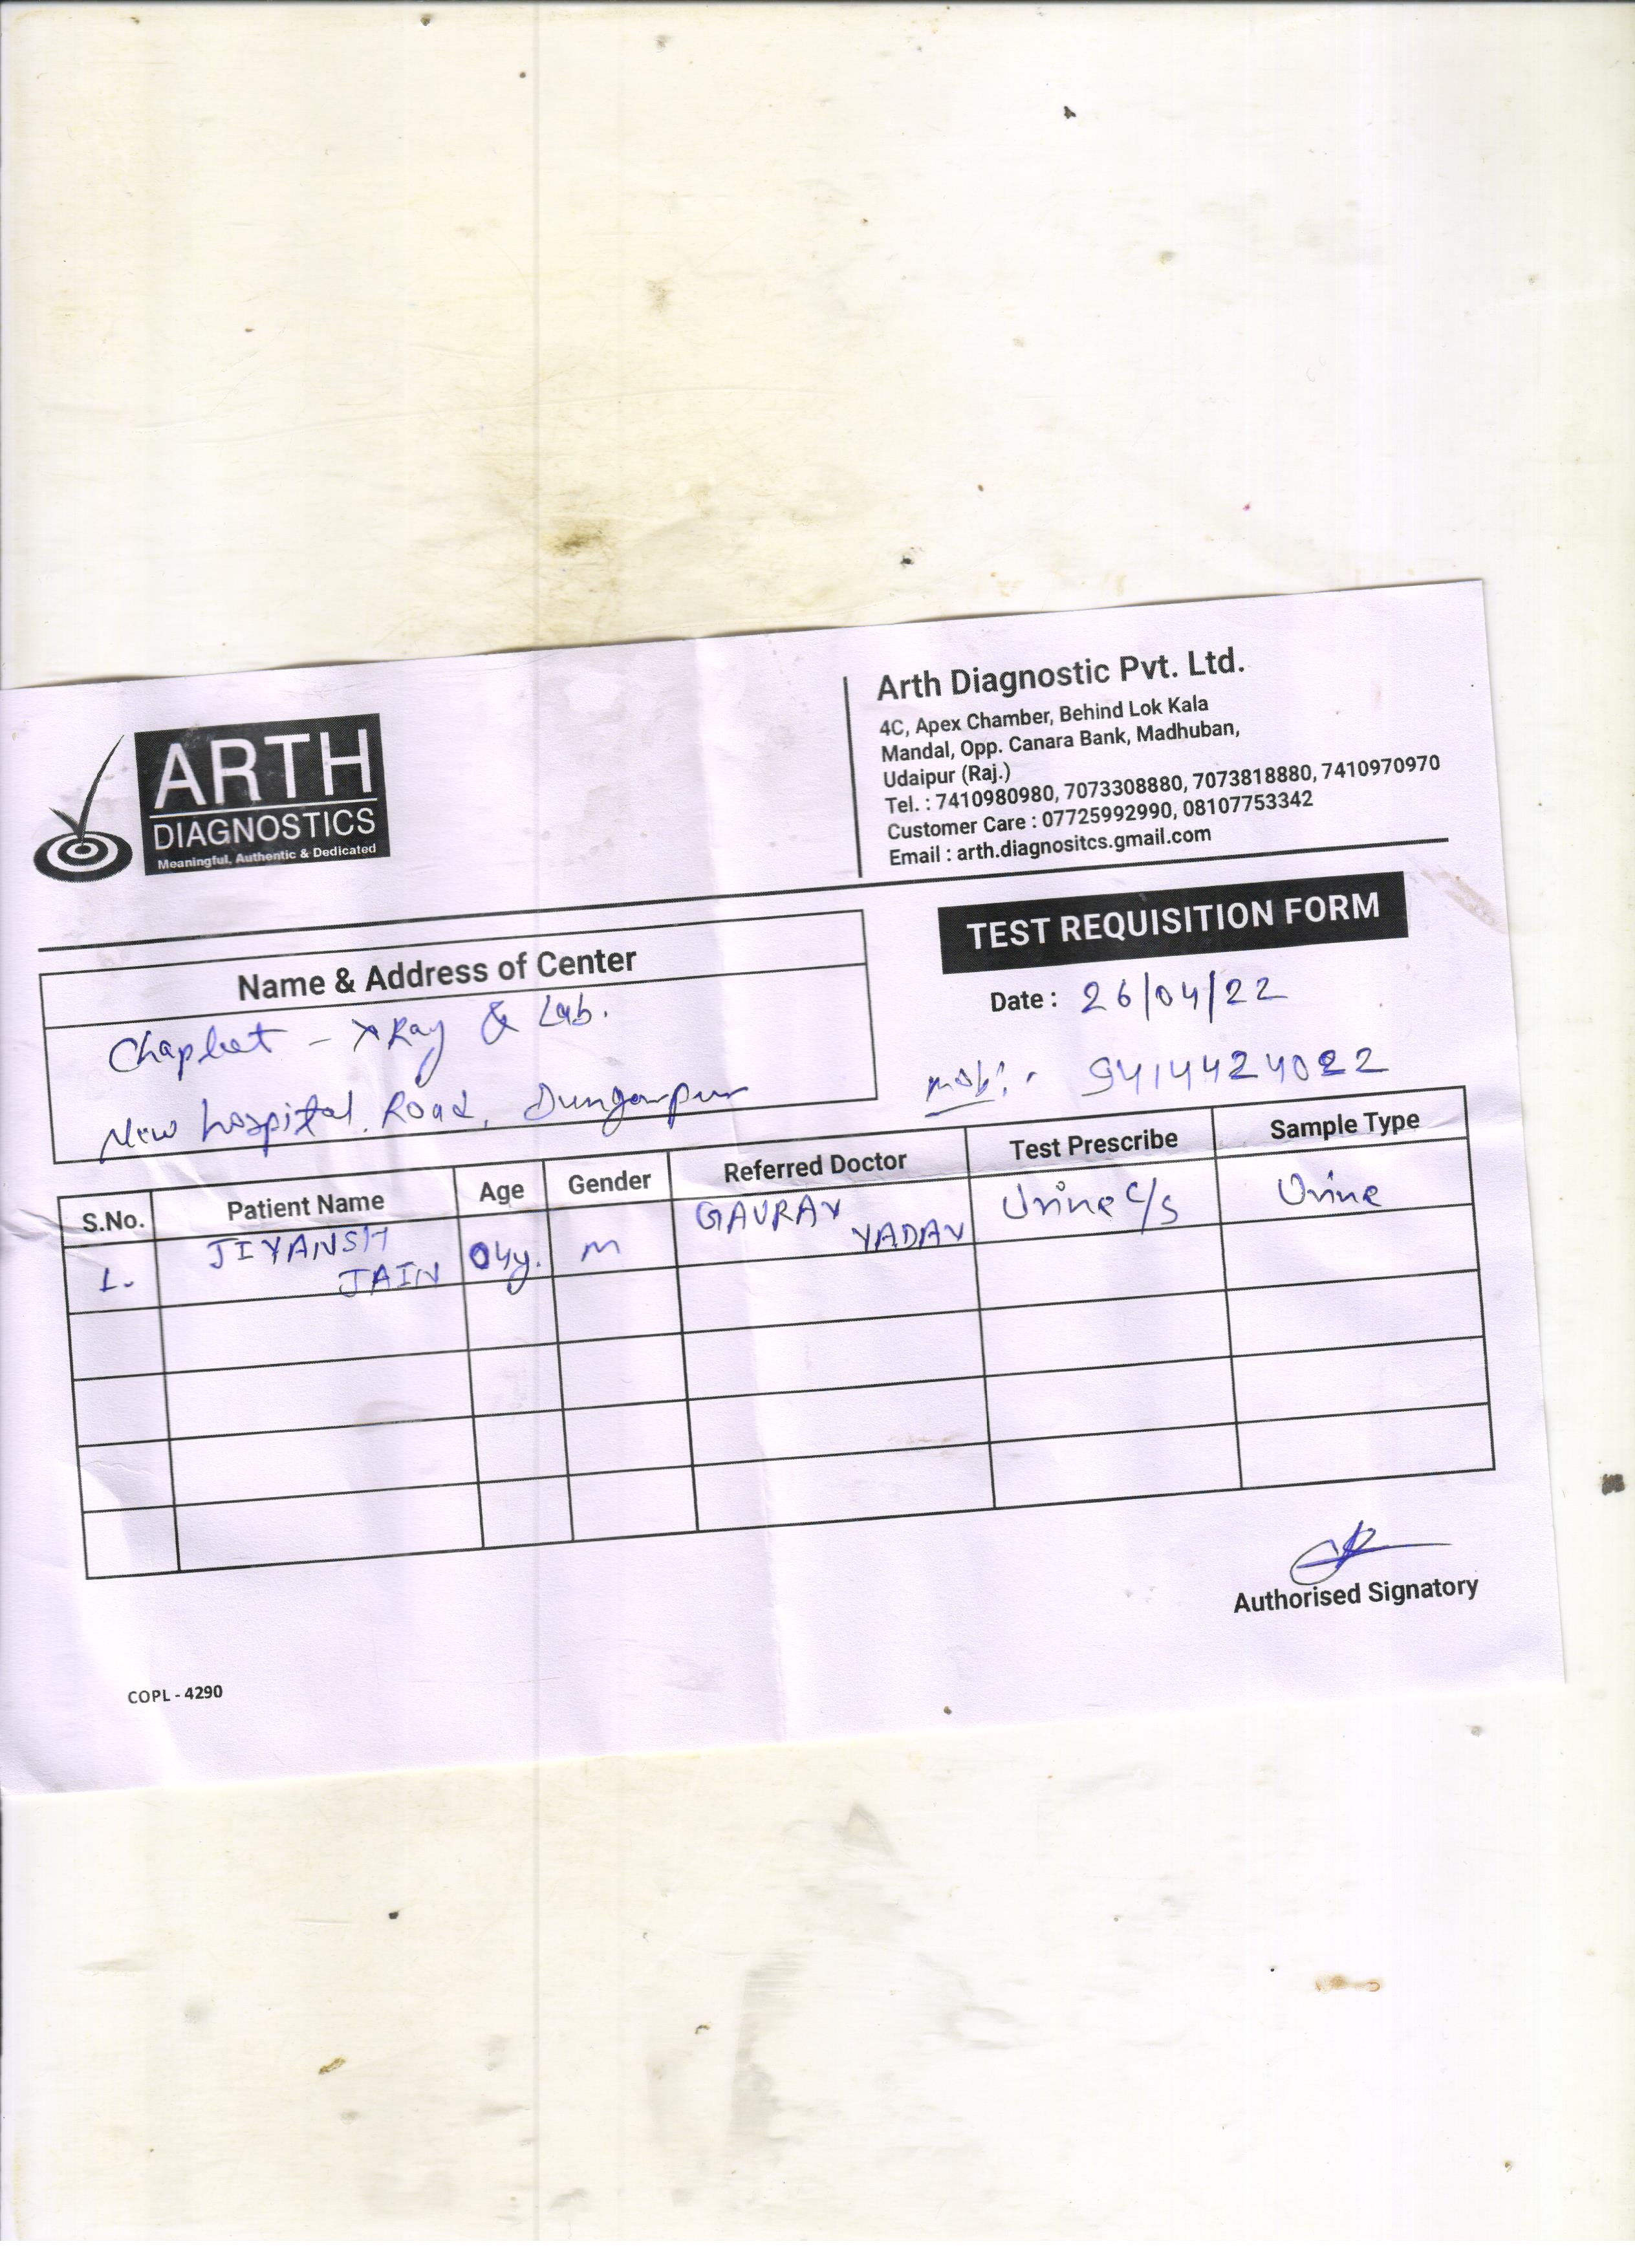 ARTH
DIAGNOSTICS
Meaningful, Authentic & Dedicated
Arth Diagnostic Pvt. Ltd.
4C, Apex Chamber, Behind Lok Kala
Mandal, Opp. Canara Bank, Madhuban,
Udaipur (Raj.)
Tel. : 7410980980, 7073308880, 7073818880, 7410970970
Customer Care : 07725992990, 08107753342
Email : arth.diagnositcs.gmail.com
TEST REQUISITION FORM
Date : 26/04/22
Mob:- 9414424022
Name & Address of Center
Chaplot - X Ray & Lab.
New hospital Road, Dungarpur
S.No. Patient Name Age Gender Referred Doctor Test Prescribe Sample Type
1. JIYANSH JAIN 04y. M GAURAV YADAV Urine C/S Urine
Authorised Signatory
COPL - 4290